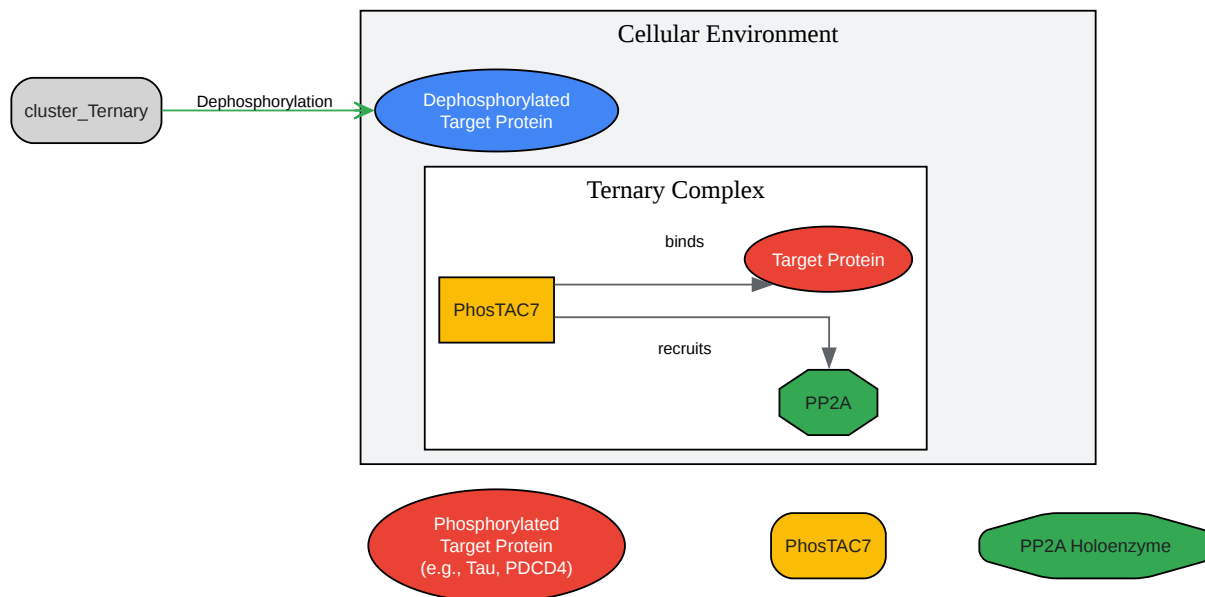 Cellular Environment
cluster_Ternary
Dephosphorylation
Dephosphorylated
Target Protein
Ternary Complex
binds
Target Protein
PhosTAC7
recruits
PP2A
Phosphorylated
Target Protein
(e.g., Tau, PDCD4)
PhosTAC7
PP2A Holoenzyme